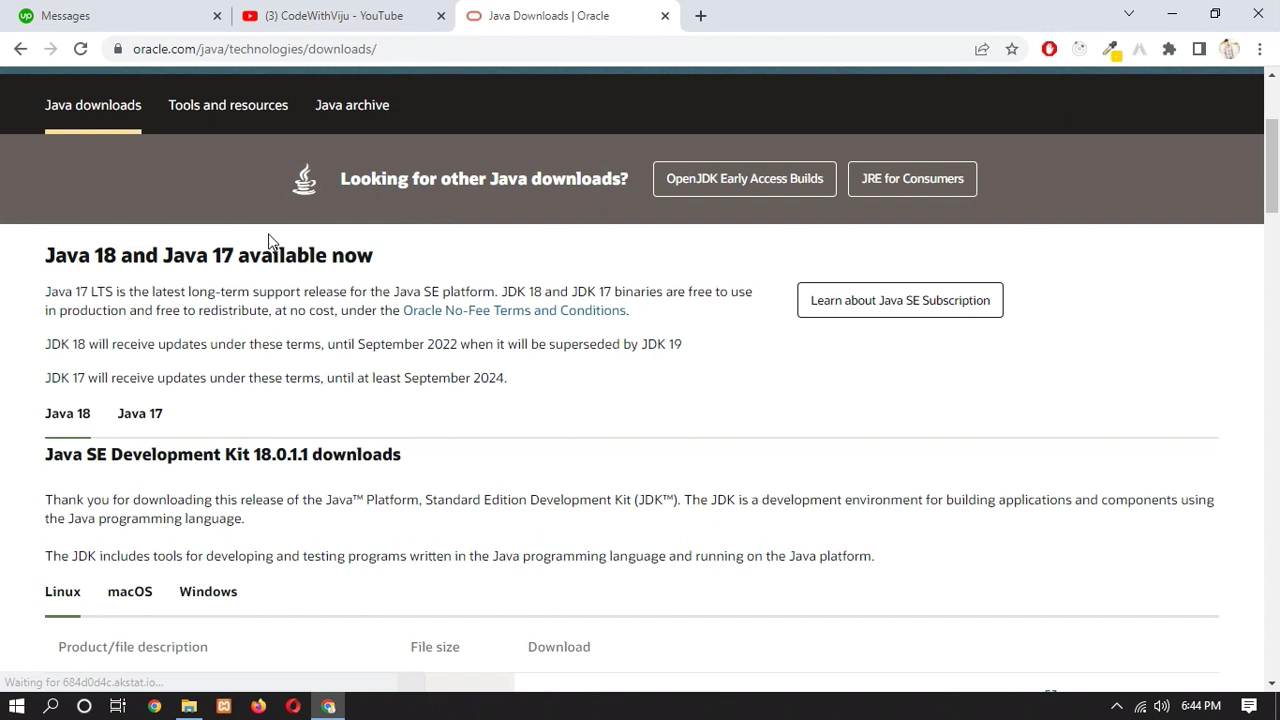 Messages
(3) CodeWithViju - YouTube
Java Downloads | Oracle
oracle.com/java/technologies/downloads/
Java downloads
Tools and resources
Java archive
Looking for other Java downloads?
OpenJDK Early Access Builds
JRE for Consumers
Java 18 and Java 17 available now
Java 17 LTS is the latest long-term support release for the Java SE platform. JDK 18 and JDK 17 binaries are free to use
in production and free to redistribute, at no cost, under the Oracle No-Fee Terms and Conditions.
Learn about Java SE Subscription
JDK 18 will receive updates under these terms, until September 2022 when it will be superseded by JDK 19
JDK 17 will receive updates under these terms, until at least September 2024.
Java 18
Java 17
Java SE Development Kit 18.0.1.1 downloads
Thank you for downloading this release of the Java™ Platform, Standard Edition Development Kit (JDK™). The JDK is a development environment for building applications and components using
the Java programming language.
The JDK includes tools for developing and testing programs written in the Java programming language and running on the Java platform.
Linux
macOS
Windows
Product/file description
File size
Download
Waiting for 684d0d4c.akstat.io...
6:44 PM